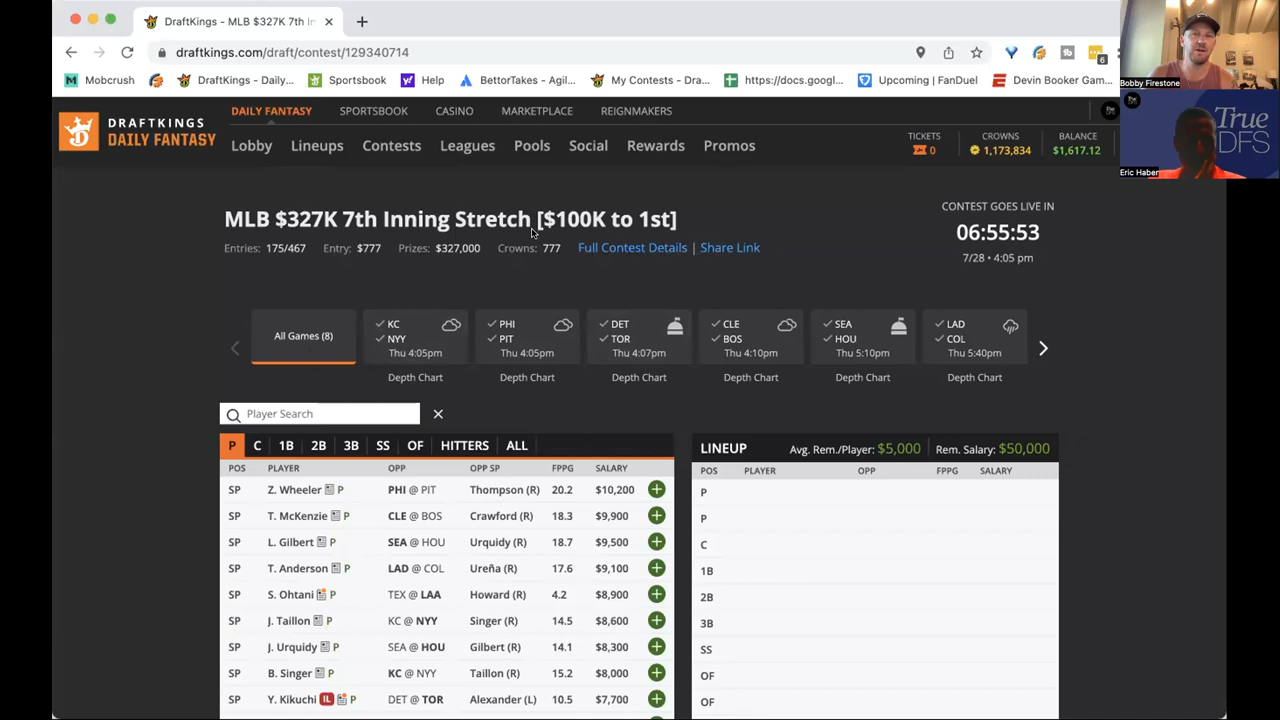 DraftKings - MLB $327K 7th In
draftkings.com/draft/contest/129340714
Mobcrush
DraftKings - Daily...
Sportsbook
Help
BettorTakes - Agil...
My Contests - Dra...
https://docs.googl...
Upcoming | FanDuel
Devin Booker Gam...
6
Bobby Firestone
True
DFS
Eric Haber
DAILY FANTASY SPORTSBOOK CASINO MARKETPLACE REIGNMAKERS
DRAFTKINGS
DAILY FANTASY
Lobby Lineups Contests Leagues Pools Social Rewards Promos
TICKETS CROWNS BALANCE
0 1,173,834 $1,617.12
MLB $327K 7th Inning Stretch [$100K to 1st]
Entries: 175/467 Entry: $777 Prizes: $327,000 Crowns: 777 Full Contest Details | Share Link
CONTEST GOES LIVE IN
06:55:53
7/28 • 4:05 pm
All Games (8)
KC
NYY
Thu 4:05pm
Depth Chart
PHI
PIT
Thu 4:05pm
Depth Chart
DET
TOR
Thu 4:07pm
Depth Chart
CLE
BOS
Thu 4:10pm
Depth Chart
SEA
HOU
Thu 5:10pm
Depth Chart
LAD
COL
Thu 5:40pm
Depth Chart
Player Search
P C 1B 2B 3B SS OF HITTERS ALL
POS PLAYER OPP OPP SP FPPG SALARY
SP Z. Wheeler P PHI @ PIT Thompson (R) 20.2 $10,200
SP T. McKenzie P CLE @ BOS Crawford (R) 18.3 $9,900
SP L. Gilbert P SEA @ HOU Urquidy (R) 18.7 $9,500
SP T. Anderson P LAD @ COL Ureña (R) 17.6 $9,100
SP S. Ohtani P TEX @ LAA Howard (R) 4.2 $8,900
SP J. Taillon P KC @ NYY Singer (R) 14.5 $8,600
SP J. Urquidy P SEA @ HOU Gilbert (R) 14.1 $8,300
SP B. Singer P KC @ NYY Taillon (R) 15.2 $8,000
SP Y. Kikuchi IL P DET @ TOR Alexander (L) 10.5 $7,700
LINEUP Avg. Rem./Player: $5,000 Rem. Salary: $50,000
POS PLAYER OPP FPPG SALARY
P
P
C
1B
2B
3B
SS
OF
OF